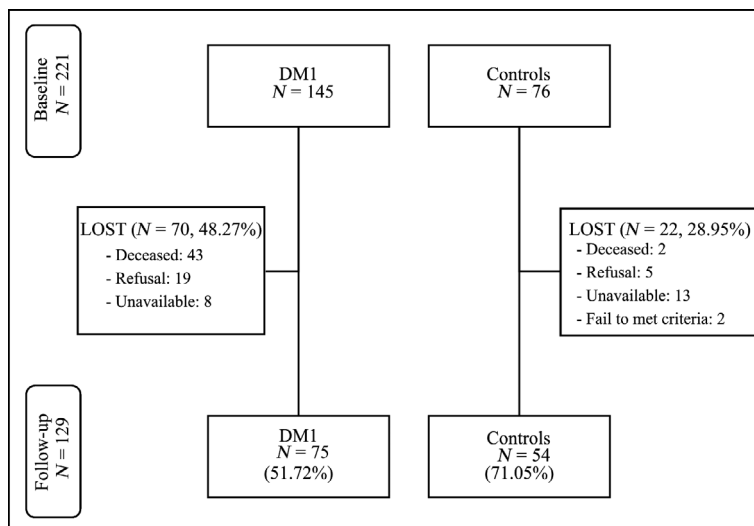 Baseline
N = 221
DM1
N = 145
Controls
N = 76
LOST (N = 70, 48.27%)
- Deceased: 43
- Refusal: 19
- Unavailable: 8
LOST (N = 22, 28.95%)
- Deceased: 2
- Refusal: 5
- Unavailable: 13
- Fail to met criteria: 2
Follow-up
N = 129
DM1
N = 75
(51.72%)
Controls
N = 54
(71.05%)